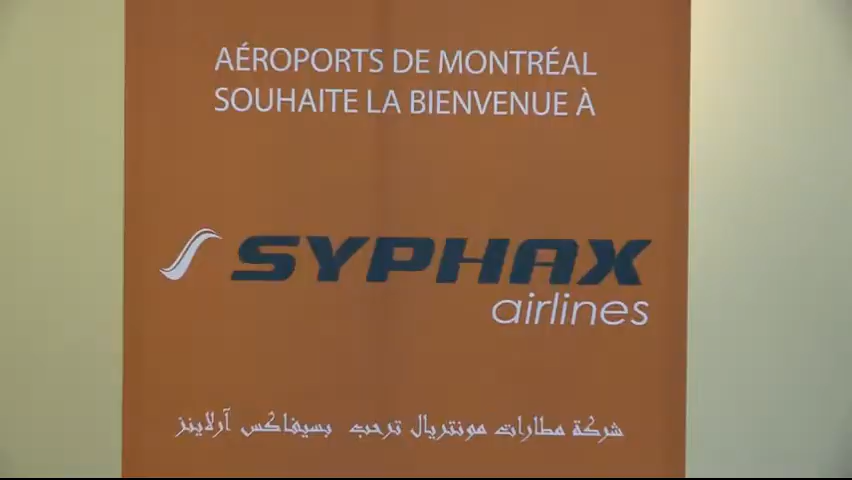 AÉROPORTS DE MONTRÉAL
SOUHAITE LA BIENVENUE À
SYPHAX
airlines
شركة مطارات مونتريال ترحب بسيفاكس آرلاينز